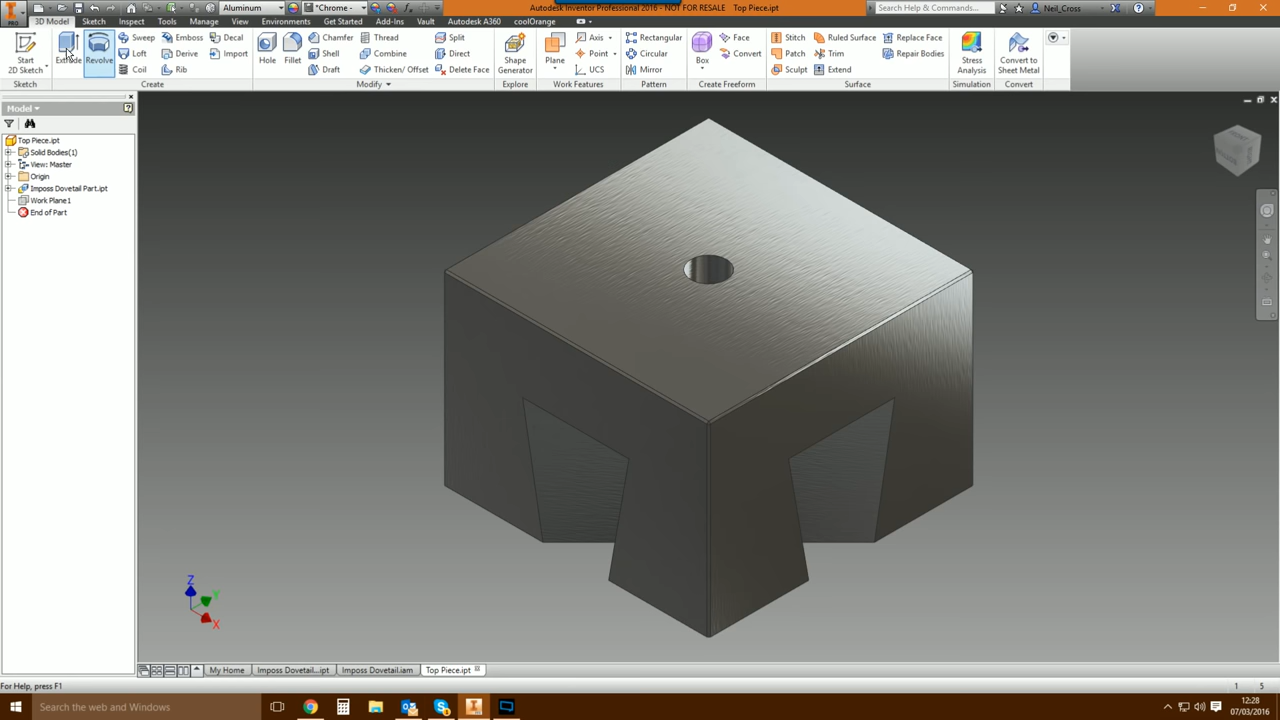 Aluminum
*Chrome
Autodesk Inventor Professional 2016 - NOT FOR RESALE Top Piece.ipt
Search Help & Commands...
Neil_Cross
PRO
3D Model Sketch Inspect Tools Manage View Environments Get Started Add-Ins Vault Autodesk A360 coolOrange
Start
2D Sketch
Extrude
Revolve
Sweep Emboss Decal
Loft Derive Import
Coil Rib
Hole
Fillet
Chamfer Thread Split
Shell Combine Direct
Draft Thicken/ Offset Delete Face
Shape
Generator
Plane
Axis
Point
UCS
Rectangular
Circular
Mirror
Box
Face
Convert
Stitch Ruled Surface Replace Face
Patch Trim Repair Bodies
Sculpt Extend
Stress
Analysis
Convert to
Sheet Metal
Sketch Create Modify Explore Work Features Pattern Create Freeform Surface Simulation Convert
Model
Top Piece.ipt
Solid Bodies(1)
View: Master
Origin
Imposs Dovetail Part.ipt
Work Plane1
End of Part
Z
Y
X
My Home Imposs Dovetail...ipt Imposs Dovetail.iam Top Piece.ipt
For Help, press F1
1 5
Search the web and Windows
12:28
07/03/2016